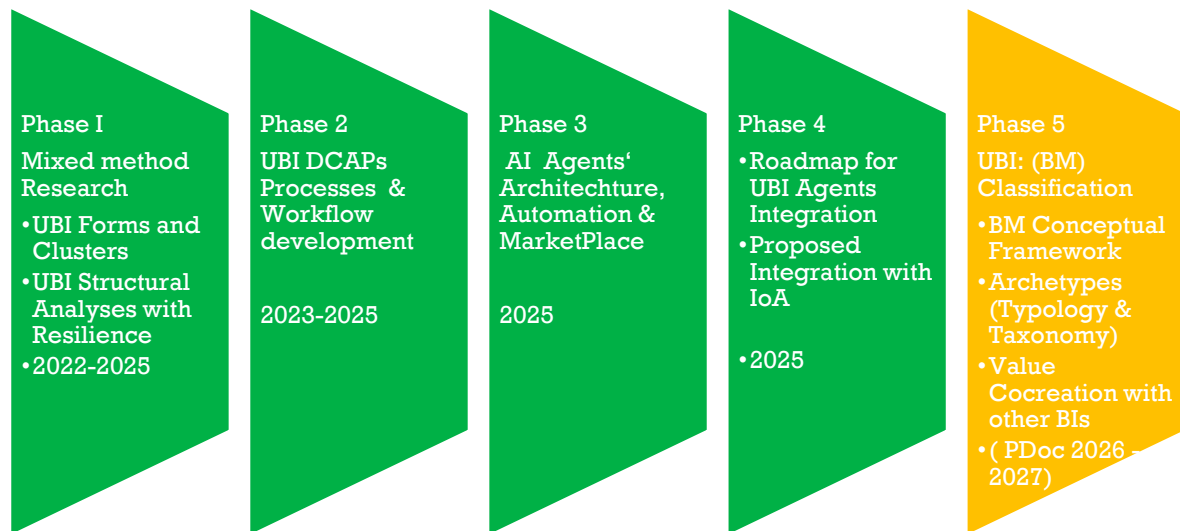 Phase I
Mixed method
Research
•UBI Forms and
Clusters
•UBI Structural
Analyses with
Resilience
•2022-2025
Phase 2
UBI DCAPs
Processes &
Workflow
development
2023-2025
Phase 3
AI Agents‘
Architechture,
Automation &
MarketPlace
2025
Phase 4
•Roadmap for
UBI Agents
Integration
•Proposed
Integration with
IoA
•2025
Phase 5
UBI: (BM)
Classification
•BM Conceptual
Framework
•Archetypes
(Typology &
Taxonomy)
•Value
Cocreation with
other BIs
•( PDoc 2026 –
2027)